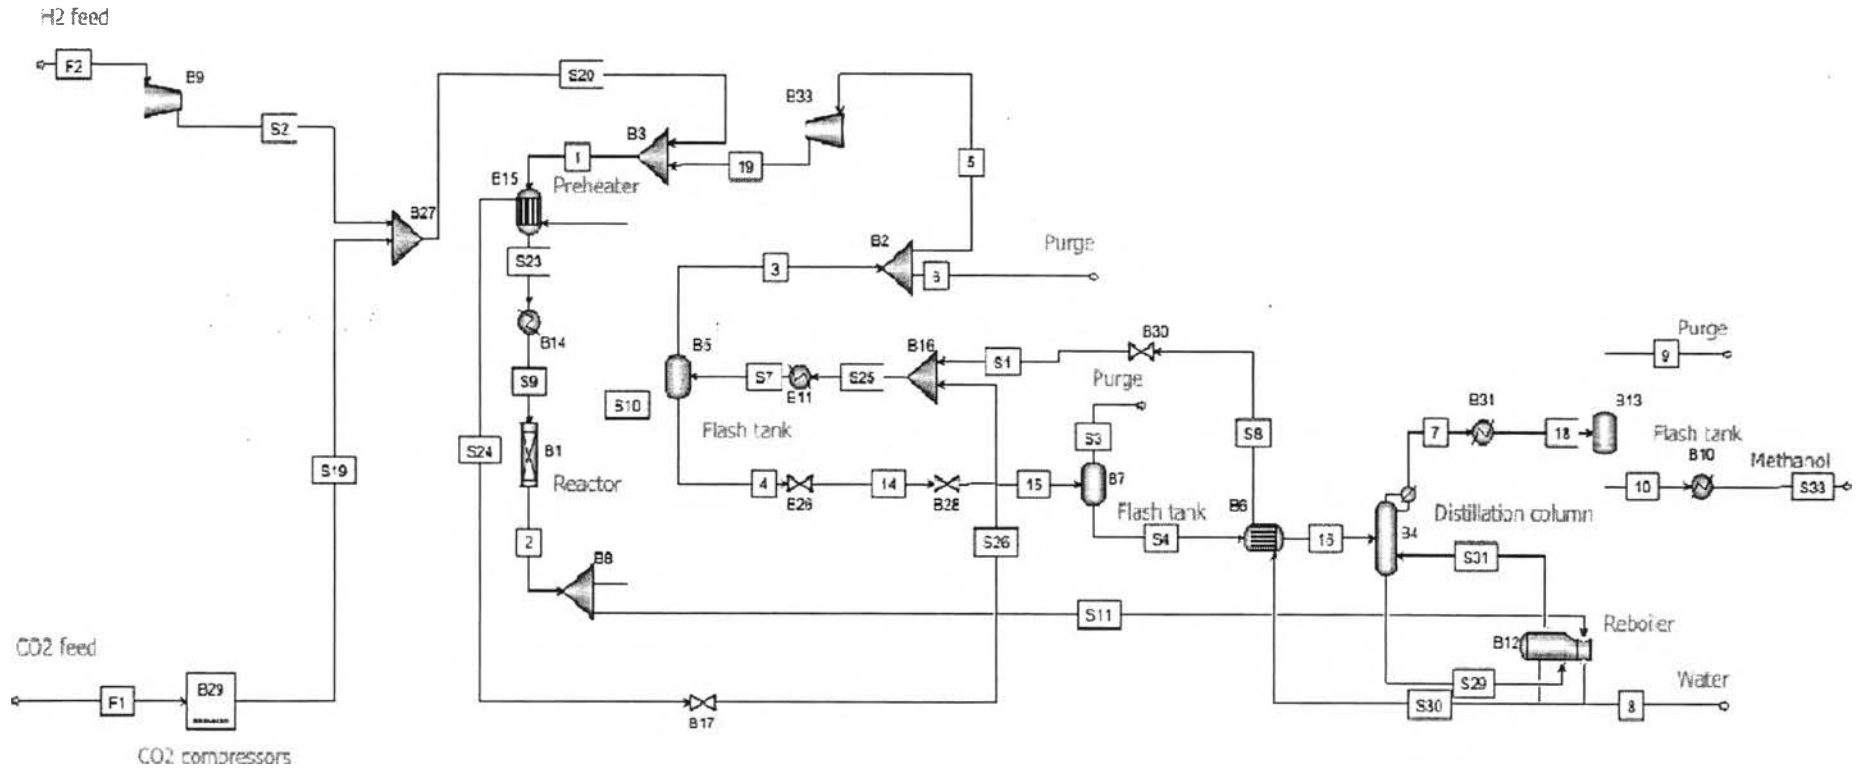 H2 feed
F2
B9
S2
S20
B33
B3
1
19
5
E15
Preheater
B27
S23
B2
Purge
3
6
B14
B5
B16
S1
B30
Purge
9
S9
S7
E11
S25
Purge
B10
Flash tank
S3
S8
7
B31
18
B13
Flash tank
B1
Reactor
S24
S19
4
E26
14
B28
15
B7
Flash tank
S4
B6
16
B4
Distillation column
10
B10
Methanol
S33
2
S26
S31
B8
S11
Reboiler
B12
CO2 feed
F1
B29
B17
S29
S30
Water
8
CO2 compressors